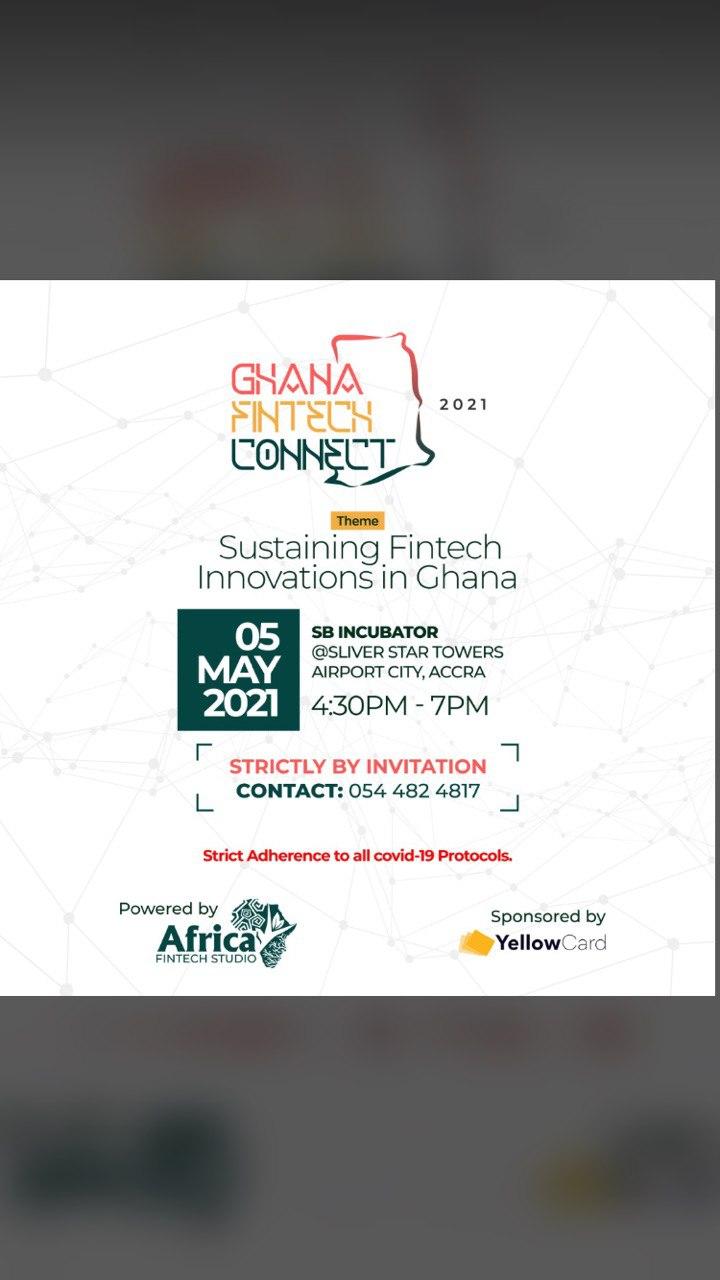 GHANA
FINTECH
CONNECT
2021
Theme
Sustaining Fintech
Innovations in Ghana
05
MAY
2021
SB INCUBATOR
@SLIVER STAR TOWERS
AIRPORT CITY, ACCRA
4:30PM - 7PM
STRICTLY BY INVITATION
CONTACT: 054 482 4817
Strict Adherence to all covid-19 Protocols.
Powered by
Africa
FINTECH STUDIO
Sponsored by
YellowCard